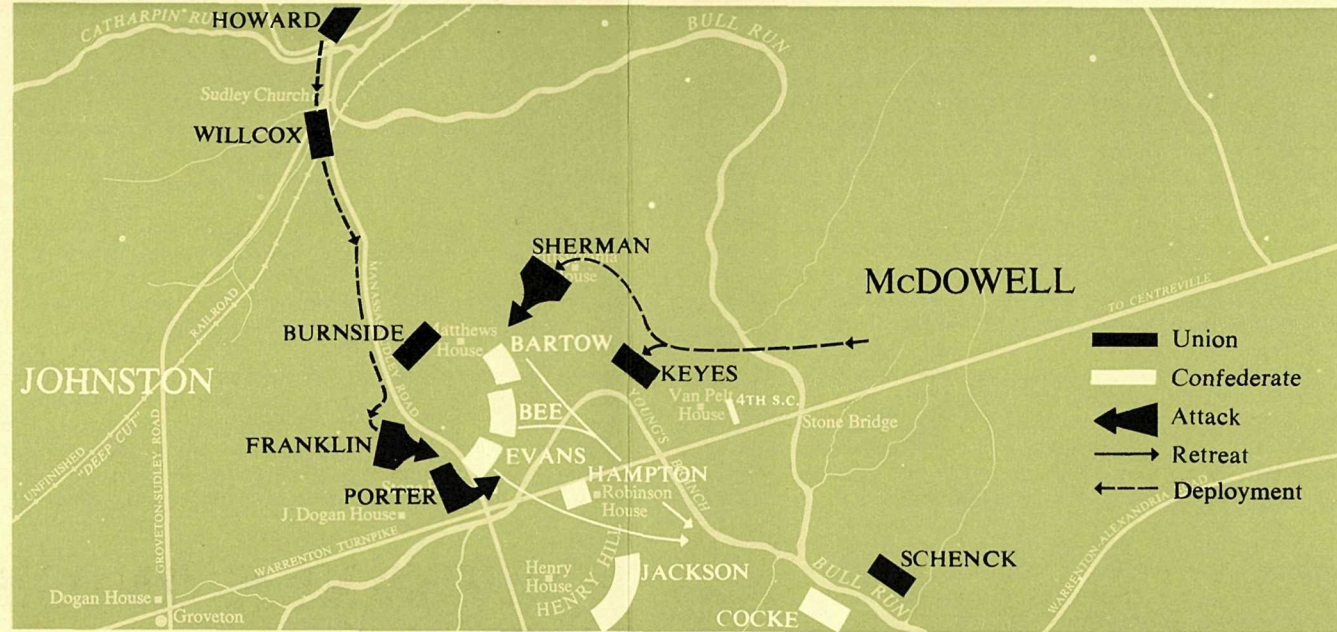 CATHARPIN RUN
HOWARD
BULL RUN
Sudley Church
WILLCOX
SHERMAN
House
McDOWELL
TO CENTREVILLE
MANASSAS-SUDLEY ROAD
RAILROAD
BURNSIDE
Matthews
House
BARTOW
KEYES
Union
Confederate
Attack
Retreat
Deployment
JOHNSTON
Van Pelt
House
4TH S.C.
BEE
YOUNG'S BRANCH
Stone Bridge
FRANKLIN
EVANS
UNFINISHED
"DEEP CUT"
GROVETON-SUDLEY ROAD
PORTER
HAMPTON
Robinson
House
J. Dogan House
WARRENTON TURNPIKE
WARRENTON-ALEXANDRIA ROAD
Henry
House
HENRY HILL
JACKSON
SCHENCK
BULL RUN
COCKE
Dogan House
Groveton